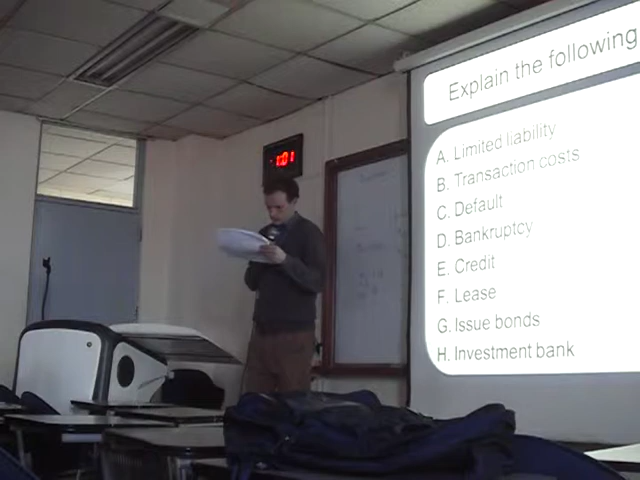 Explain the following
A. Limited liability
B. Transaction costs
C. Default
D. Bankruptcy
E. Credit
F. Lease
G. Issue bonds
H. Investment bank